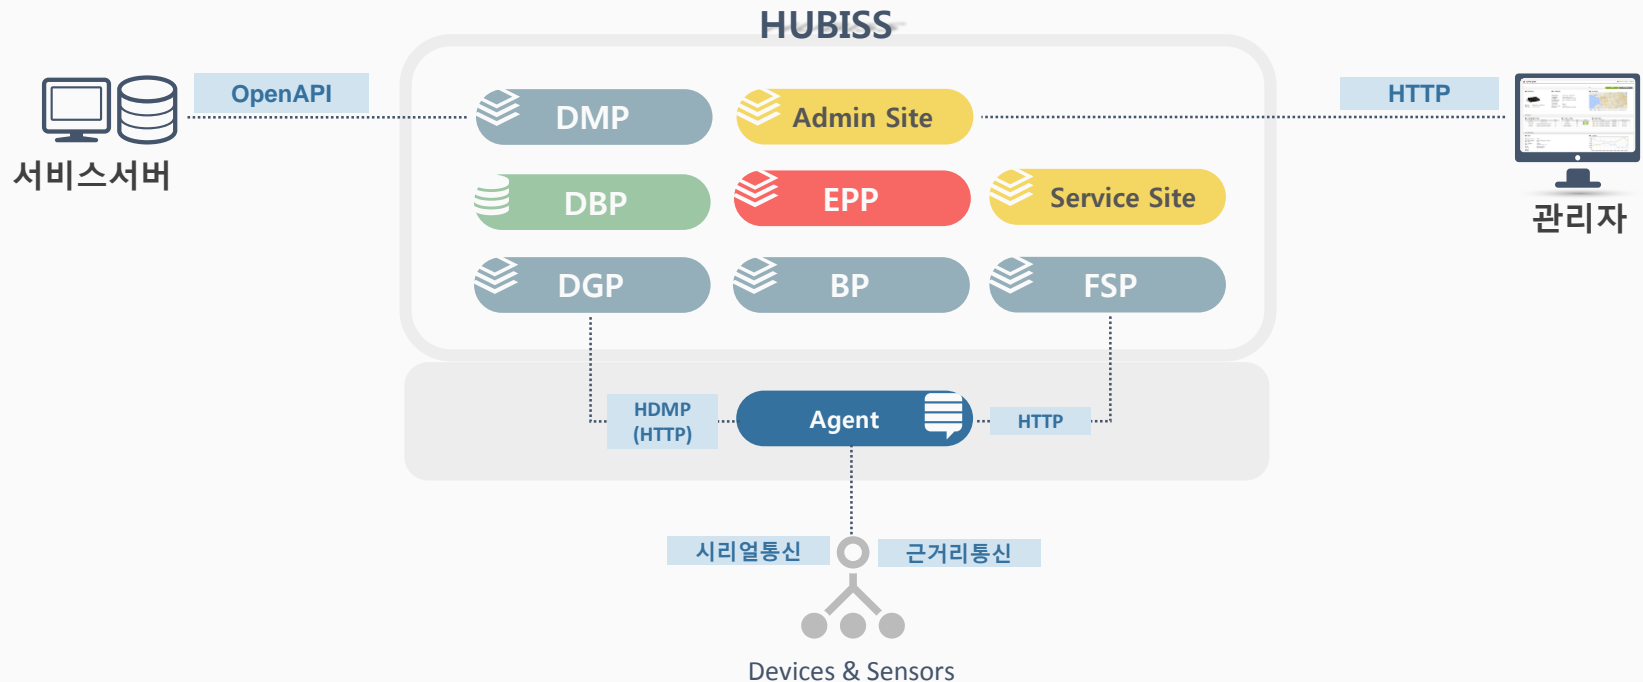 HUBISS
OpenAPI
HTTP
DMP
Admin Site
서비스서버
DBP
EPP
Service Site
관리자
DGP
BP
FSP
HDMP
(HTTP)
Agent
HTTP
시리얼통신
근거리통신
Devices & Sensors